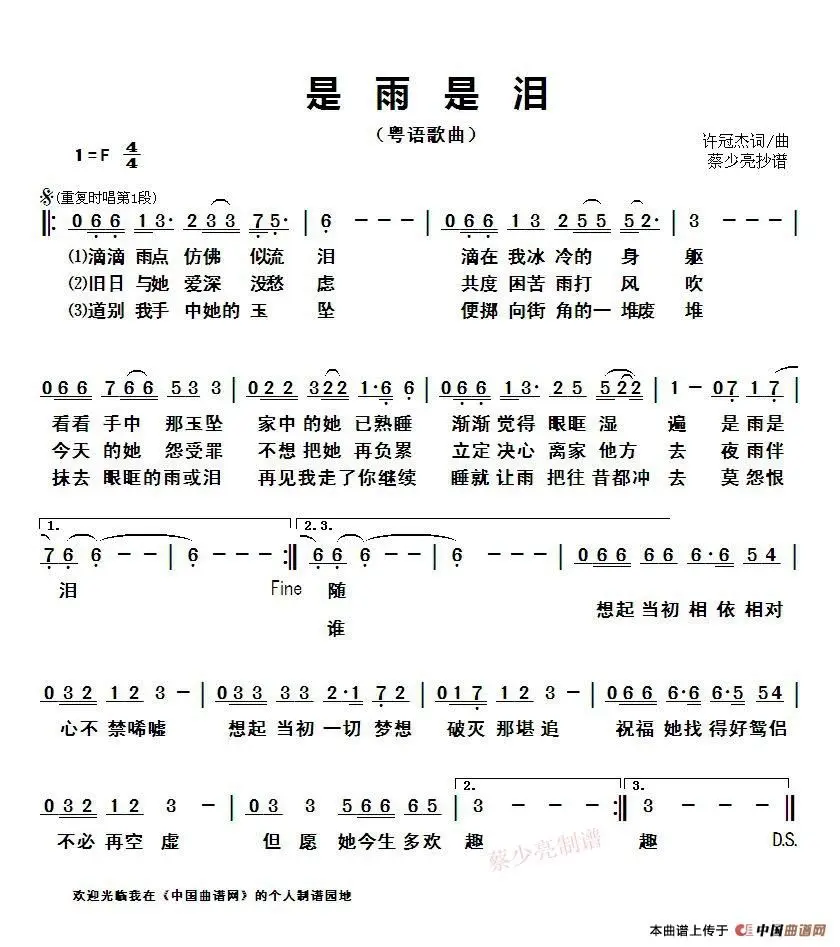 是雨是泪
（粤语歌曲）
1=F 4/4
许冠杰词/曲
蔡少亮抄谱
(重复时唱第1段)
0 6 6 1 3· 2 3 3 7 5· | 6 - - - | 0 6 6 1 3 2 5 5 5 2· | 3 - - - |
(1)滴滴 雨点 仿佛 似流 泪 滴在 我冰 冷的 身 躯
(2)旧日 与她 爱深 没愁 虑 共度 困苦 雨打 风 吹
(3)道别 我手 中她的 玉 坠 便掷 向街 角的一 堆废 堆
0 6 6 7 6 6 5 3 3 | 0 2 2 3 2 2 1·6 6 | 0 6 6 1 3· 2 5 5 2 2 | 1 - 0 7 1 7 |
看看 手中 那玉坠 家中 的她 已熟睡 渐渐 觉得 眼眶 湿 遍 是雨是
今天 的她 怨受罪 不想 把她 再负累 立定 决心 离家 他方 去 夜雨伴
抹去 眼眶的 雨或泪 再见 我走了 你继续 睡就 让雨 把往 昔都冲 去 莫怨恨
1. 2.3.
7 6 6 - - | 6 - - - :‖ 6 6 6 - - | 6 - - - | 0 6 6 6 6 6·6 5 4 |
泪 Fine 随 想起 当初 相依 相对
谁
0 3 2 1 2 3 - | 0 3 3 3 3 2·1 7 2 | 0 1 7 1 2 3 - | 0 6 6 6·6 6·5 5 4 |
心不 禁唏嘘 想起 当初 一切 梦想 破灭 那堪 追 祝福 她找 得好 鸳侣
2. 3.
0 3 2 1 2 3 - | 0 3 3 5 6 6 6 5 | 3 - - - :‖ 3 - - - ‖
不必 再空 虚 但 愿 她今生 多欢 趣 趣 D.S.
蔡少亮制谱
欢迎光临我在《中国曲谱网》的个人制谱园地
本曲谱上传于 中国曲谱网